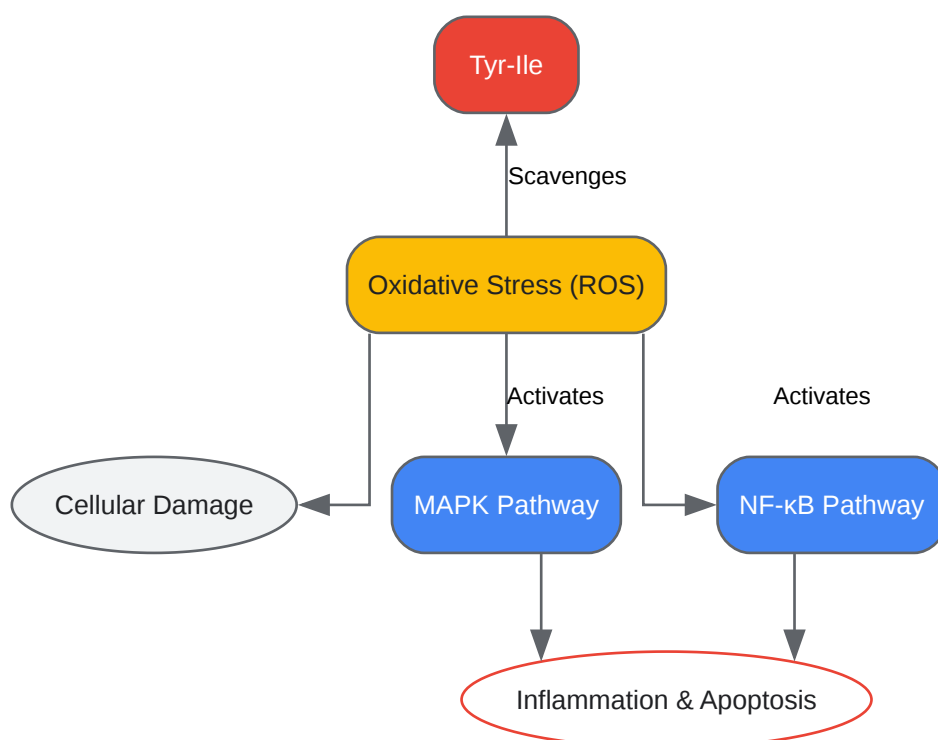 Tyr-Ile
Scavenges
Oxidative Stress (ROS)
Activates
Activates
Cellular Damage
MAPK Pathway
NF-κB Pathway
Inflammation & Apoptosis